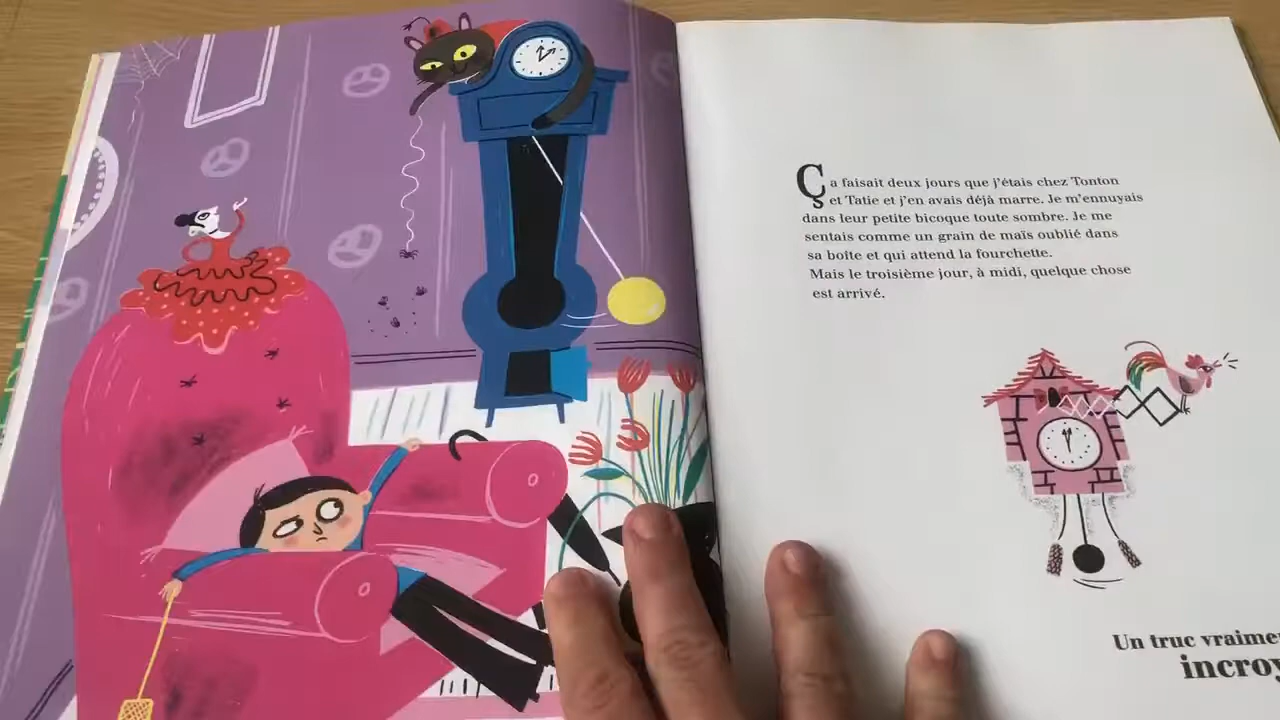 Ça faisait deux jours que j'étais chez Tonton
et Tatie et j'en avais déjà marre. Je m'ennuyais
dans leur petite bicoque toute sombre. Je me
sentais comme un grain de maïs oublié dans
sa boîte et qui attend la fourchette.
Mais le troisième jour, à midi, quelque chose
est arrivé.
Un truc